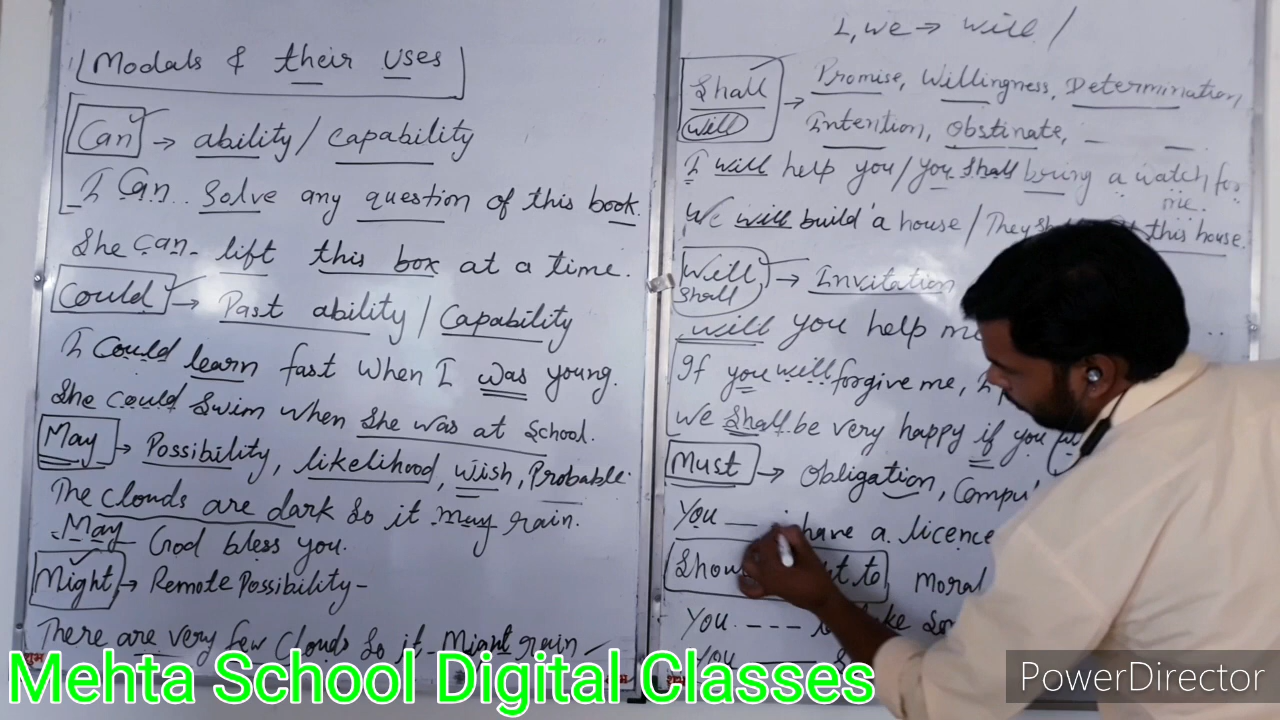 Modals & their uses
Can → ability / capability
I Can solve any question of this book.
She can lift this box at a time.
Could → Past ability / Capability
I could learn fast when I was young.
She could swim when she was at School.
May → Possibility, likelihood, wish, Probable.
The clouds are dark so it may rain.
May God bless you.
Might → Remote Possibility -
There are very few clouds so it Might rain
I, we → will /
Shall
will → Promise, Willingness, Determination,
Intention, Obstinate,
I will help you / you shall bring a watch for
me.
We will build a house / They this house.
Will
shall → Invitation
will you help me
If you will forgive me, I
We shall be very happy if you
Must → Obligation,
You --- have a licence
to Moral
You ----
You
Mehta School Digital Classes
PowerDirector